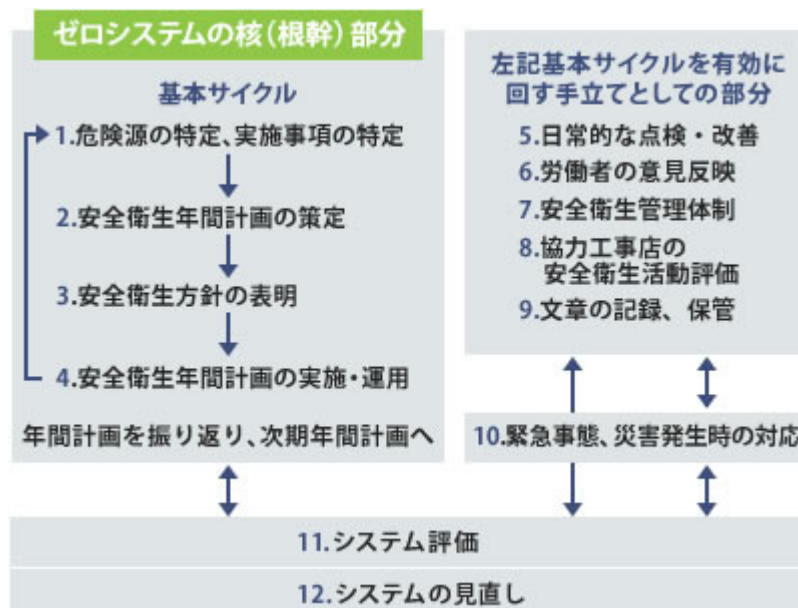 ゼロシステムの核(根幹)部分
基本サイクル
1.危険源の特定、実施事項の特定
2.安全衛生年間計画の策定
3.安全衛生方針の表明
4.安全衛生年間計画の実施・運用
年間計画を振り返り、次期年間計画へ
左記基本サイクルを有効に
回す手立てとしての部分
5.日常的な点検・改善
6.労働者の意見反映
7.安全衛生管理体制
8.協力工事店の
安全衛生活動評価
9.文章の記録、保管
10.緊急事態、災害発生時の対応
11.システム評価
12.システムの見直し